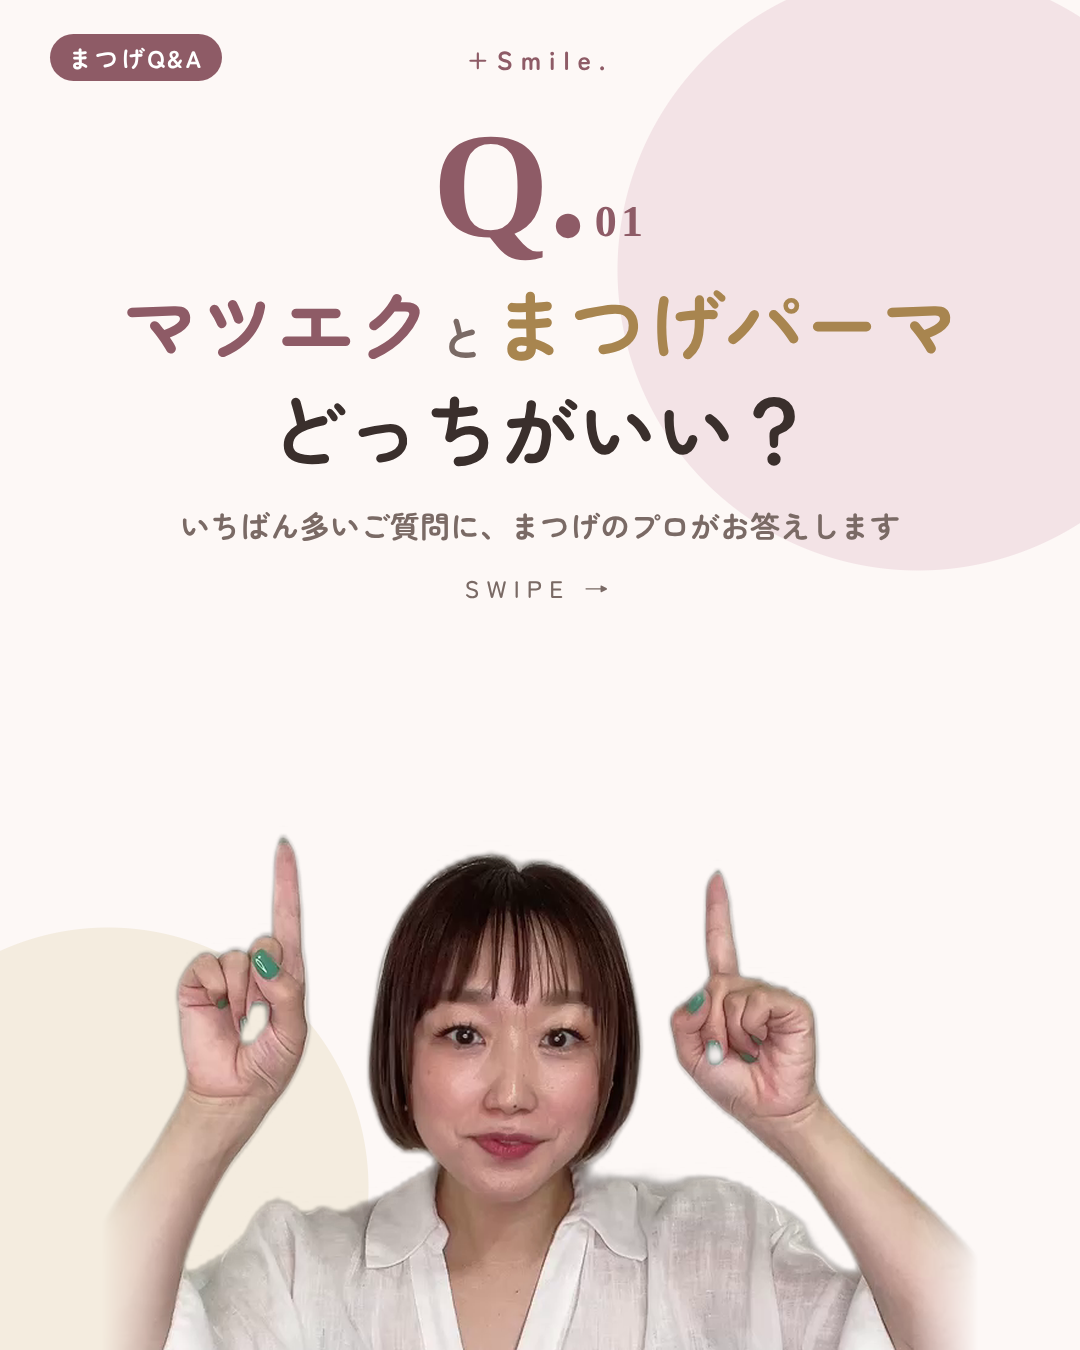 まつげQ&A
+Smile.
Q.01
マツエクとまつげパーマ
どっちがいい？
いちばん多いご質問に、まつげのプロがお答えします
SWIPE →